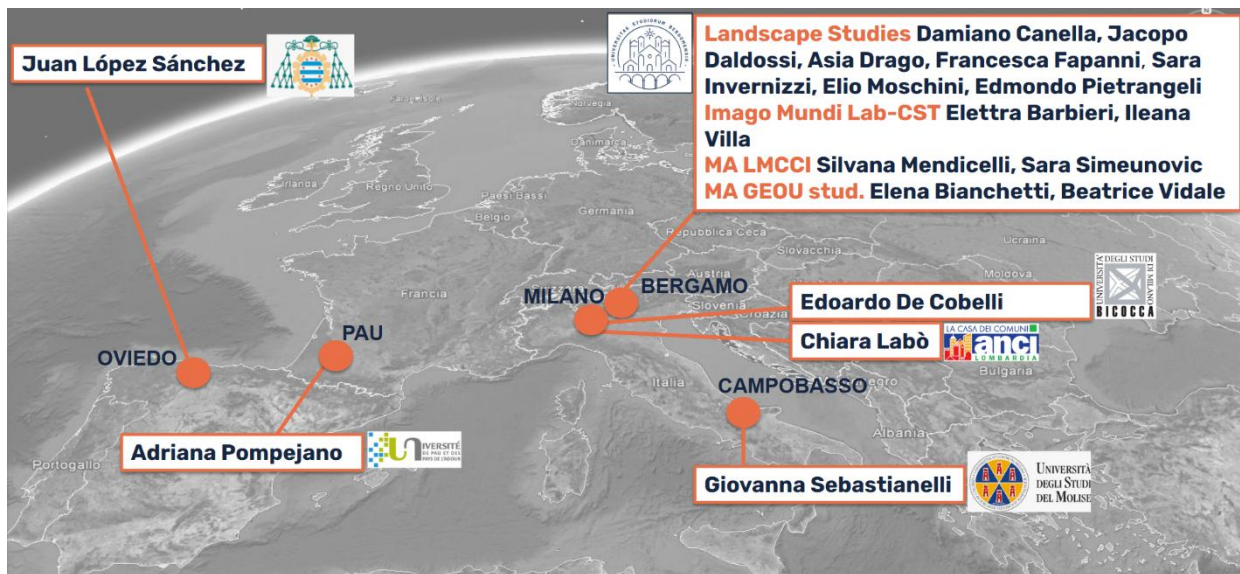 Juan López Sánchez
Landscape Studies Damiano Canella, Jacopo
Daldossi, Asia Drago, Francesca Fapanni, Sara
Invernizzi, Elio Moschini, Edmondo Pietrangeli
Imago Mundi Lab-CST Elettra Barbieri, Ileana
Villa
MA LMCCI Silvana Mendicelli, Sara Simeunovic
MA GEOU stud. Elena Bianchetti, Beatrice Vidale
Norvegia
Danimarca
Irlanda
Regno Unito
Paesi Bassi
Belgio
Germania
Repubblica Ceca
Slovacchia
Ucraina
Moldova
Austria
Francia
Slovenia
Croazia
MILANO
BERGAMO
Edoardo De Cobelli
UNIVERSITÀ DEGLI STUDI DI MILANO
BICOCCA
Chiara Labò
LA CASA DEI COMUNI
anci
LOMBARDIA
PAU
OVIEDO
Italia
CAMPOBASSO
Bulgaria
Albania
Portogallo
Adriana Pompejano
UNIVERSITÉ
DE PAU ET DES
PAYS DE L'ADOUR
Giovanna Sebastianelli
UNIVERSITÀ
DEGLI STUDI
DEL MOLISE